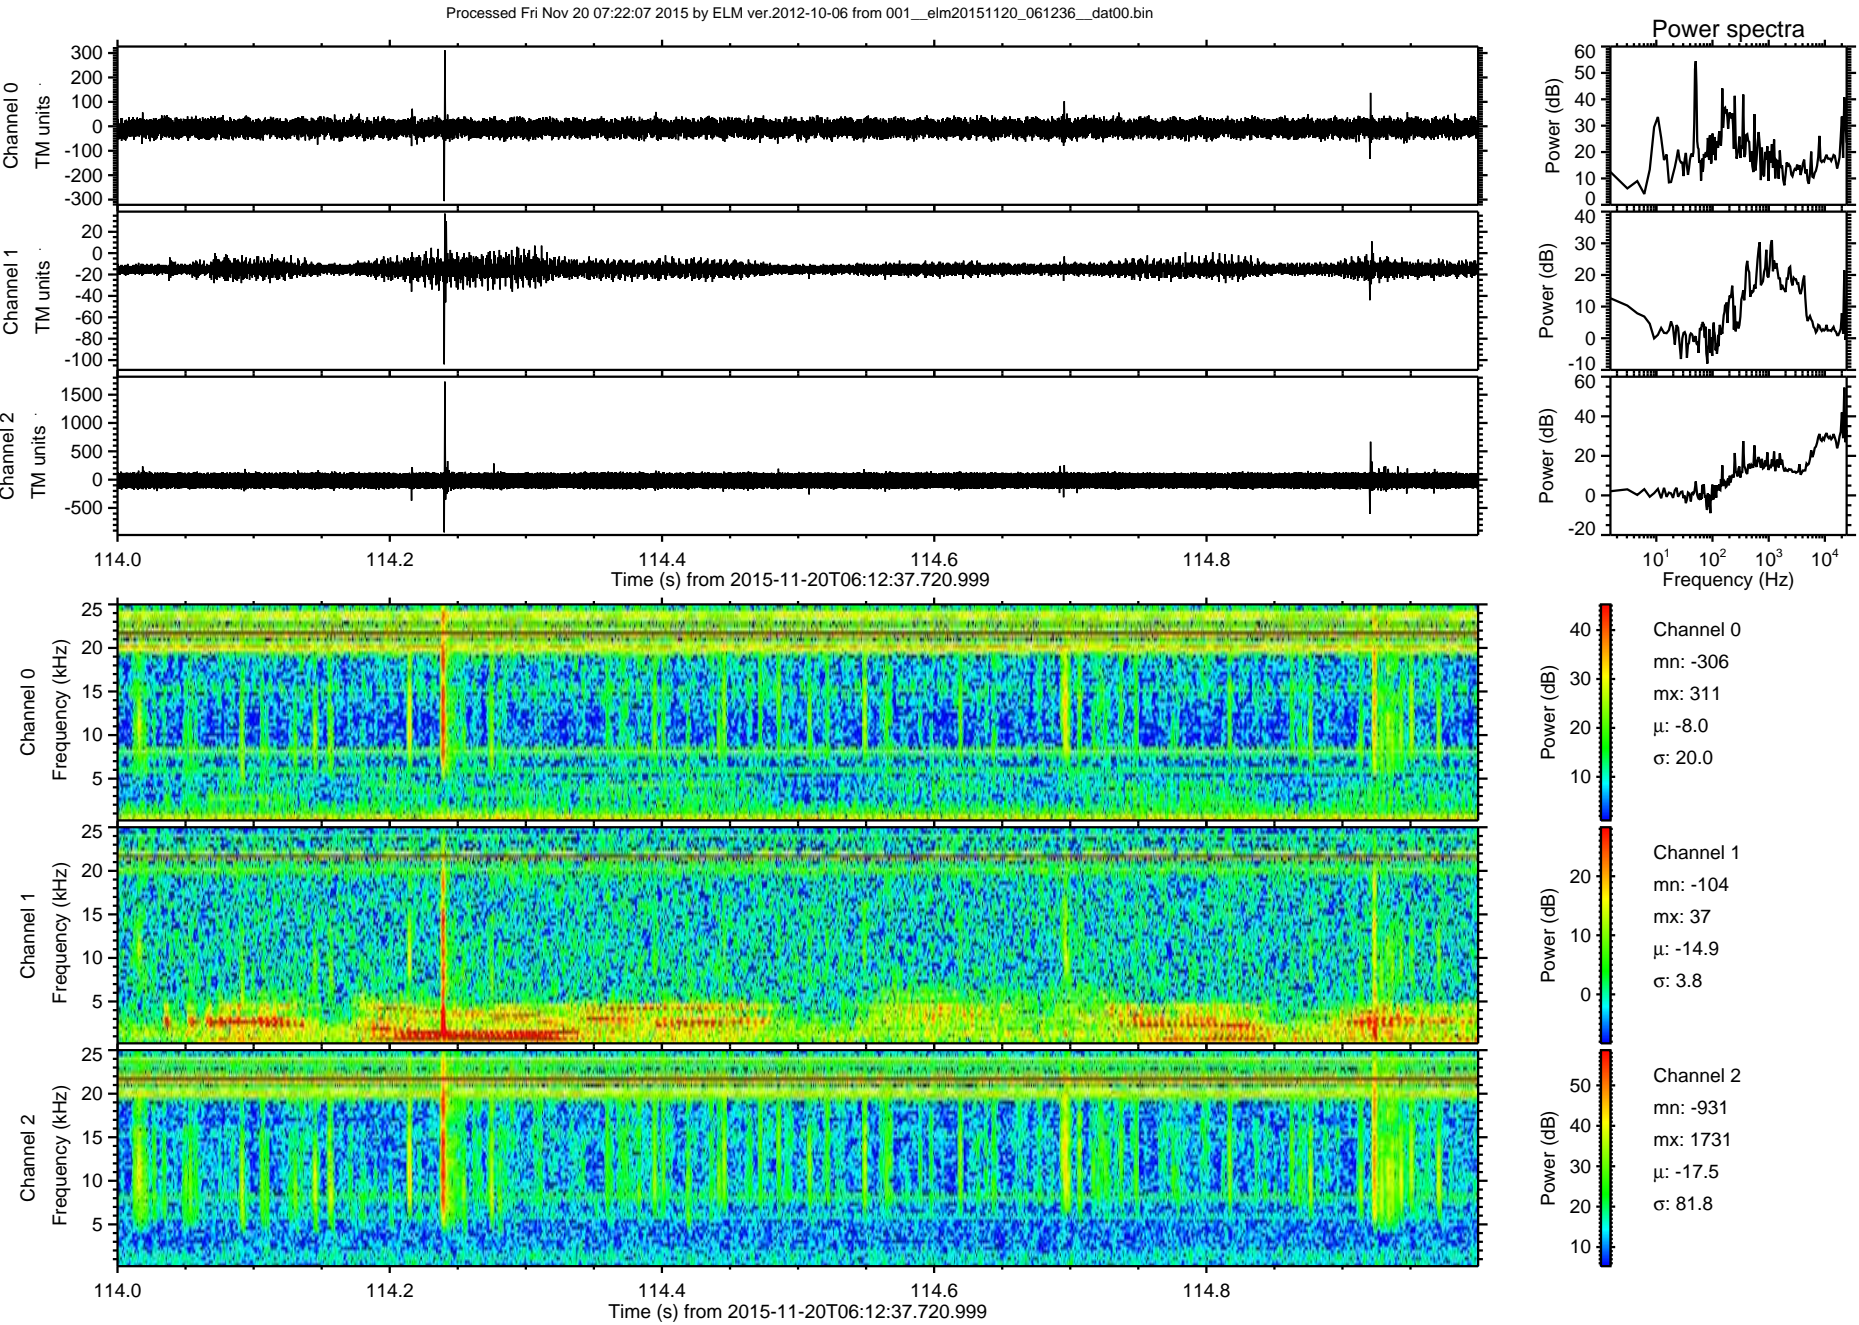 Processed Fri Nov 20 07:22:07 2015 by ELM ver.2012-10-06 from 001__elm20151120_061236__dat00.bin
Power spectra
Channel 0
TM units
300
200
100
0
-100
-200
-300
Power (dB)
60
50
40
30
20
10
0
Channel 1
TM units
20
0
-20
-40
-60
-80
-100
Power (dB)
40
30
20
10
0
-10
Channel 2
TM units
1500
1000
500
0
-500
Power (dB)
60
40
20
0
-20
114.0 114.2 114.4 114.6 114.8
Time (s) from 2015-11-20T06:12:37.720.999
10¹ 10² 10³ 10⁴
Frequency (Hz)
Channel 0
Frequency (kHz)
25
20
15
10
5
Power (dB)
40
30
20
10
Channel 0
mn: -306
mx: 311
μ: -8.0
σ: 20.0
Channel 1
Frequency (kHz)
25
20
15
10
5
Power (dB)
20
10
0
Channel 1
mn: -104
mx: 37
μ: -14.9
σ: 3.8
Channel 2
Frequency (kHz)
25
20
15
10
5
Power (dB)
50
40
30
20
10
Channel 2
mn: -931
mx: 1731
μ: -17.5
σ: 81.8
114.0 114.2 114.4 114.6 114.8
Time (s) from 2015-11-20T06:12:37.720.999